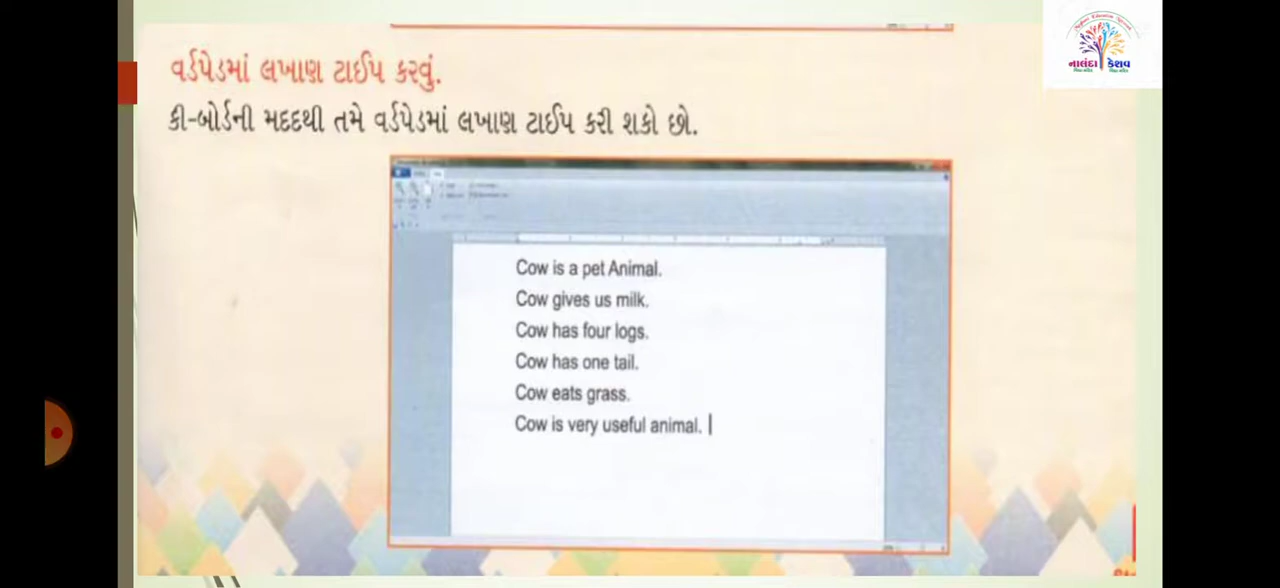 વર્ડપેડમાં લખાણ ટાઈપ કરવું.
કી-બોર્ડની મદદથી તમે વર્ડપેડમાં લખાણ ટાઈપ કરી શકો છો.
Cow is a pet Animal.
Cow gives us milk.
Cow has four logs.
Cow has one tail.
Cow eats grass.
Cow is very useful animal.
નાલંદા કેશવ